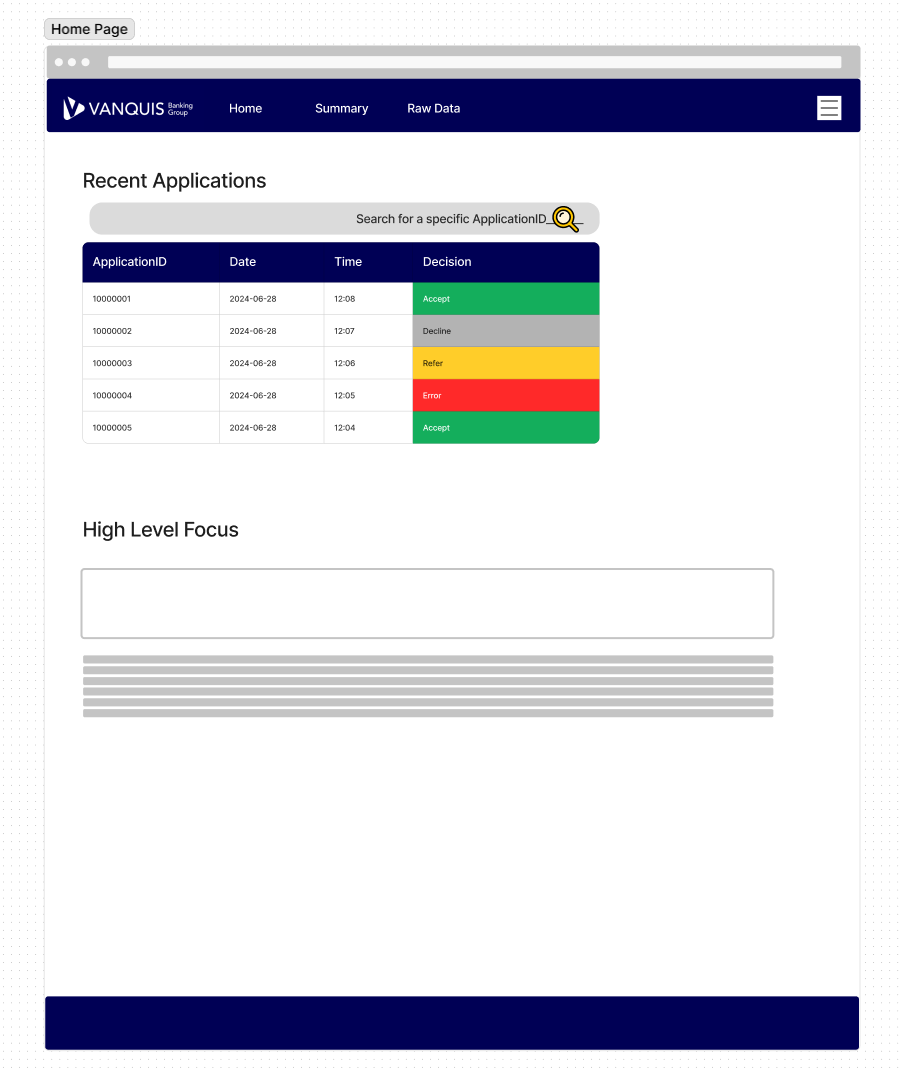 Home Page
VANQUIS Banking Group
Home Summary Raw Data
Recent Applications
Search for a specific ApplicationID__
ApplicationID Date Time Decision
10000001 2024-06-28 12:08 Accept
10000002 2024-06-28 12:07 Decline
10000003 2024-06-28 12:06 Refer
10000004 2024-06-28 12:05 Error
10000005 2024-06-28 12:04 Accept
High Level Focus